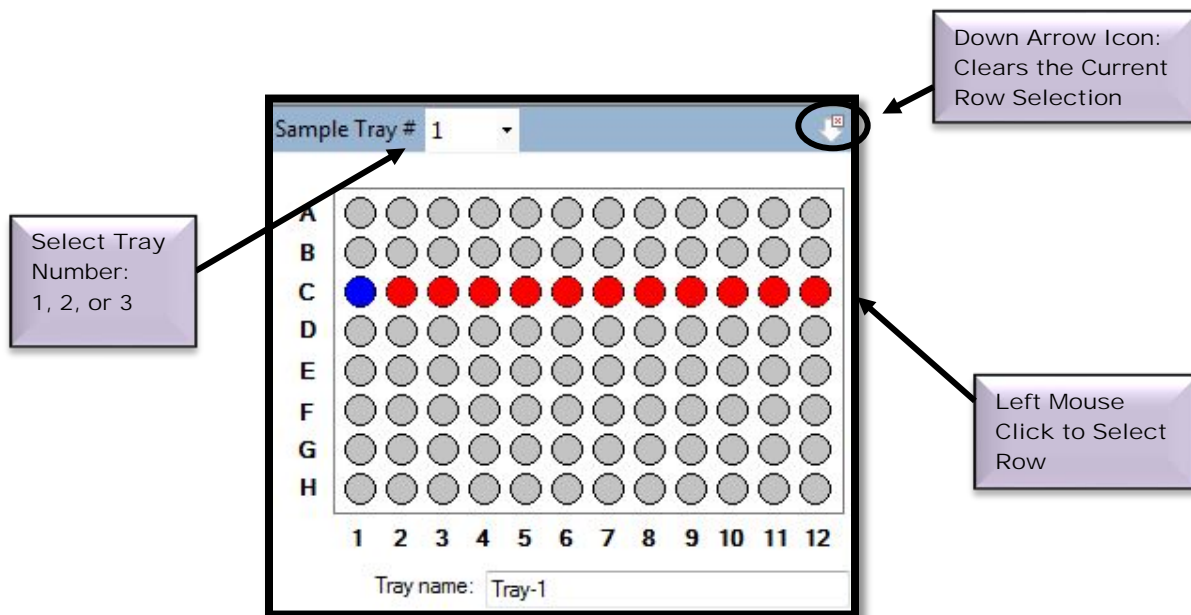 Down Arrow Icon:
Clears the Current
Row Selection
Sample Tray # 1
Select Tray
Number:
1, 2, or 3
A
B
C
D
E
F
G
H
Left Mouse
Click to Select
Row
1 2 3 4 5 6 7 8 9 10 11 12
Tray name: Tray-1